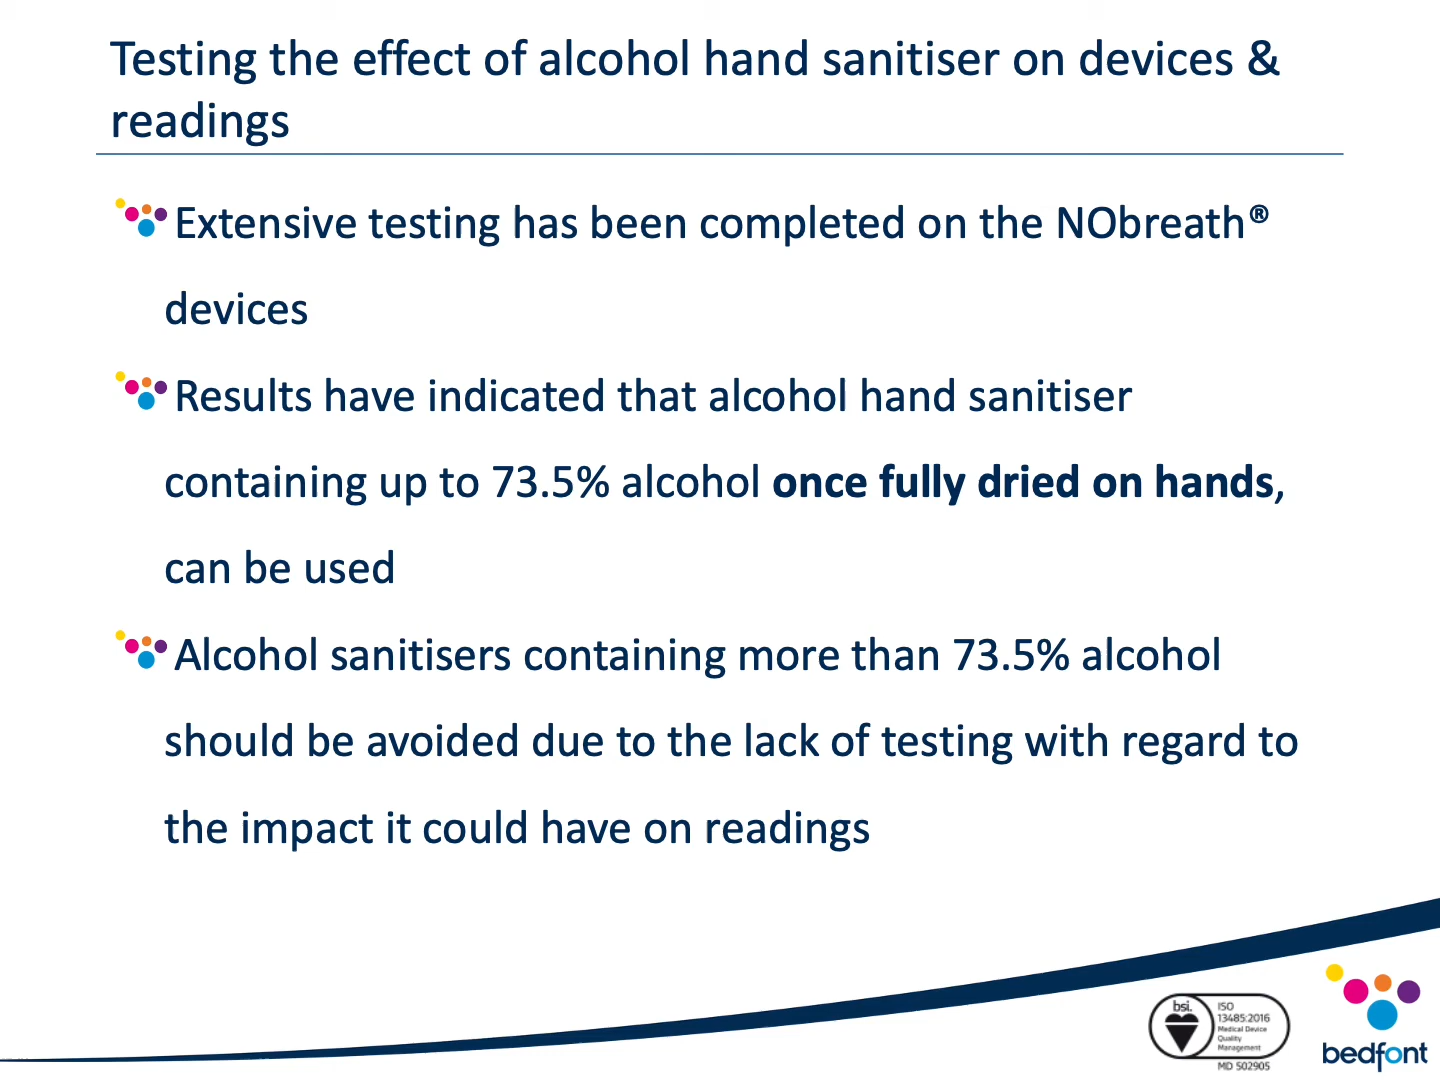 Testing the effect of alcohol hand sanitiser on devices &
readings
Extensive testing has been completed on the NObreath®
devices
Results have indicated that alcohol hand sanitiser
containing up to 73.5% alcohol once fully dried on hands,
can be used
Alcohol sanitisers containing more than 73.5% alcohol
should be avoided due to the lack of testing with regard to
the impact it could have on readings
bsi.
ISO
13485:2016
Medical Device
Quality
Management
MD 502905
bedfont